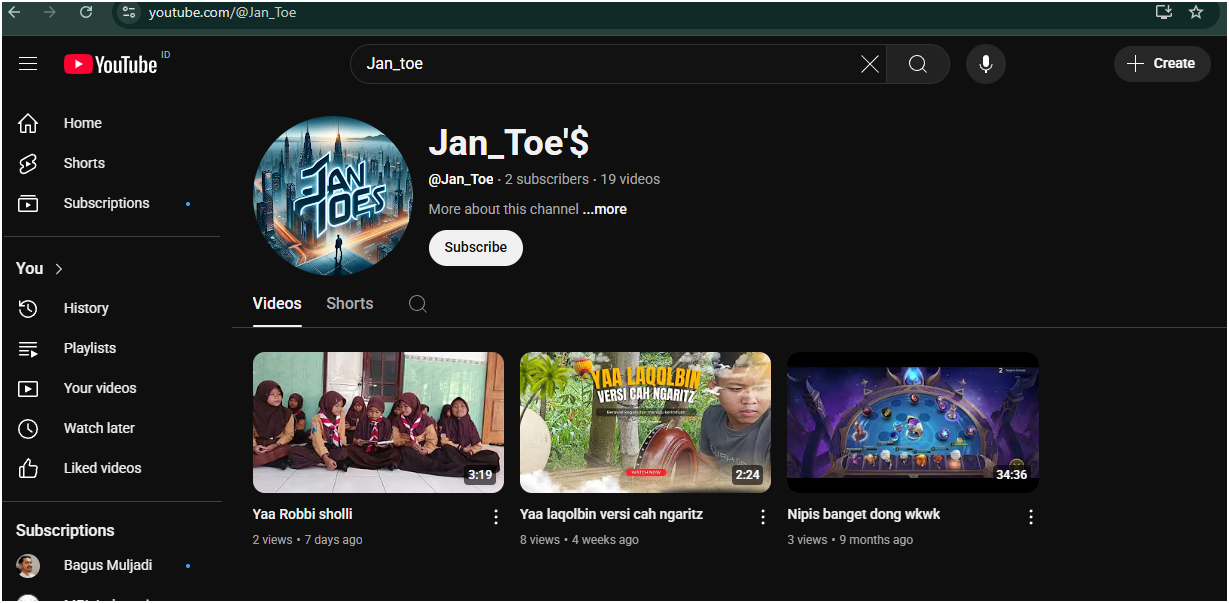 youtube.com/@Jan_Toe
YouTube ID
Jan_toe
Create
Home
Shorts
Subscriptions
You
History
Playlists
Your videos
Watch later
Liked videos
Subscriptions
Bagus Muljadi
JAN
TOES
Jan_Toe'$
@Jan_Toe · 2 subscribers · 19 videos
More about this channel ...more
Subscribe
Videos Shorts
3:19
Yaa Robbi sholli
2 views • 7 days ago
YAA LAQOLBIN
VERSI CAH NGARITZ
WATCH NOW
2:24
Yaa laqolbin versi cah ngaritz
8 views • 4 weeks ago
2
34:36
Nipis banget dong wkwk
3 views • 9 months ago